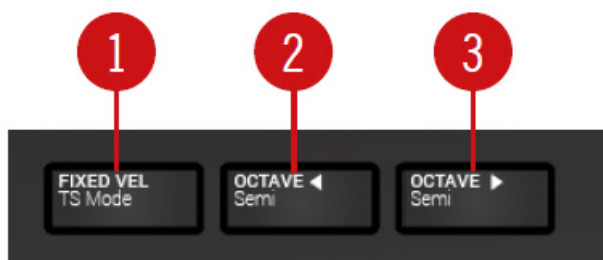 1
2
3
FIXED VEL
TS Mode
OCTAVE ◀
Semi
OCTAVE ▶
Semi